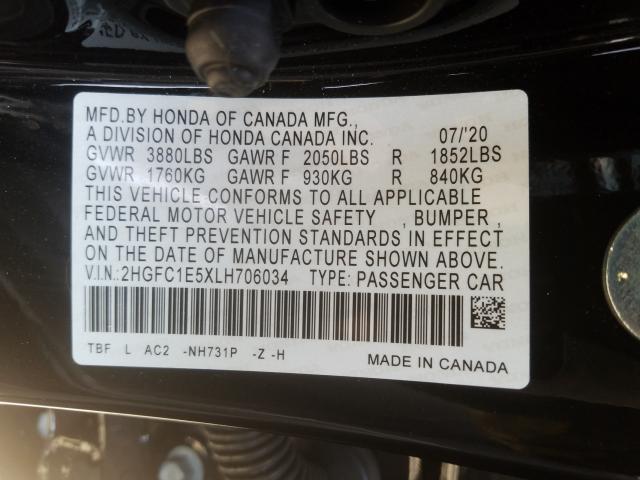 MFD.BY HONDA OF CANADA MFG.,
A DIVISION OF HONDA CANADA INC. 07/'20
GVWR 3880LBS GAWR F 2050LBS R 1852LBS
GVWR 1760KG GAWR F 930KG R 840KG
THIS VEHICLE CONFORMS TO ALL APPLICABLE
FEDERAL MOTOR VEHICLE SAFETY , BUMPER ,
AND THEFT PREVENTION STANDARDS IN EFFECT
ON THE DATE OF MANUFACTURE SHOWN ABOVE.
V.I.N.:2HGFC1E5XLH706034 TYPE: PASSENGER CAR
TBF L AC2 -NH731P -Z -H MADE IN CANADA